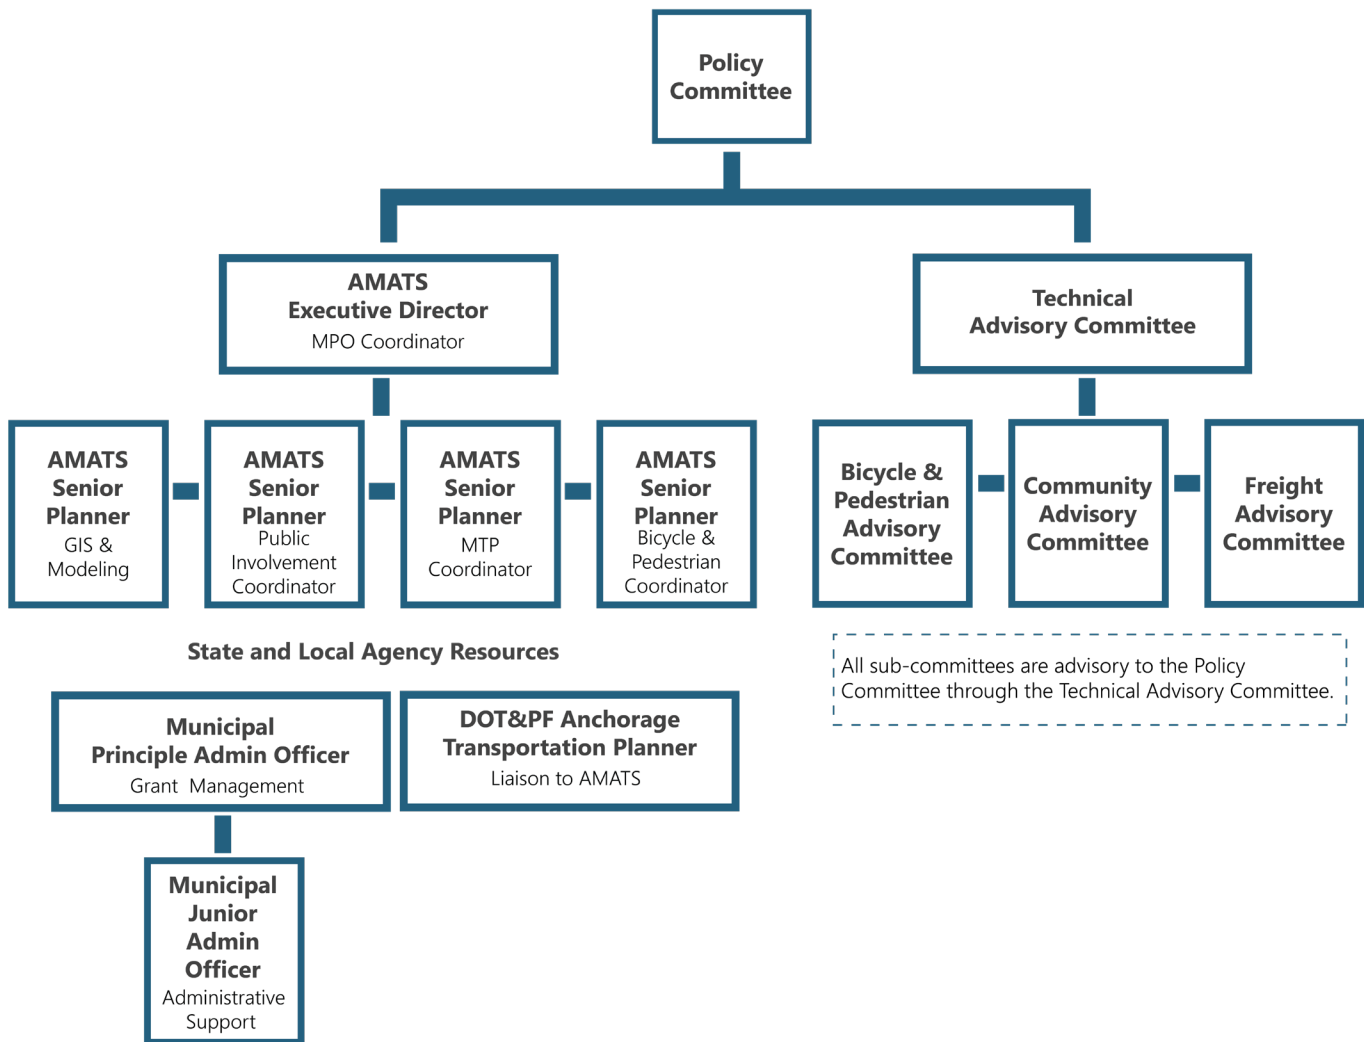 Policy
Committee
AMATS
Executive Director
MPO Coordinator
Technical
Advisory Committee
AMATS
Senior
Planner
GIS &
Modeling
AMATS
Senior
Planner
Public
Involvement
Coordinator
AMATS
Senior
Planner
MTP
Coordinator
AMATS
Senior
Planner
Bicycle &
Pedestrian
Coordinator
Bicycle &
Pedestrian
Advisory
Committee
Community
Advisory
Committee
Freight
Advisory
Committee
State and Local Agency Resources
All sub-committees are advisory to the Policy
Committee through the Technical Advisory Committee.
Municipal
Principle Admin Officer
Grant Management
DOT&PF Anchorage
Transportation Planner
Liaison to AMATS
Municipal
Junior
Admin
Officer
Administrative
Support